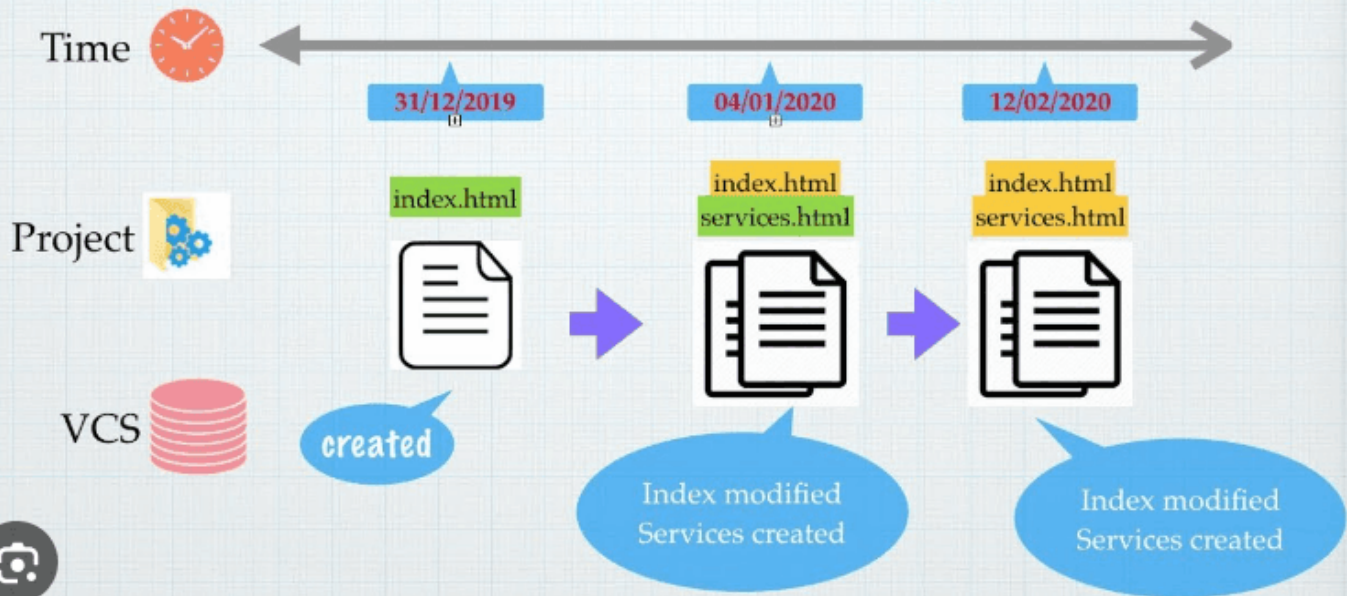 Time
31/12/2019
04/01/2020
12/02/2020
Project
index.html
index.html
services.html
index.html
services.html
VCS
created
Index modified
Services created
Index modified
Services created